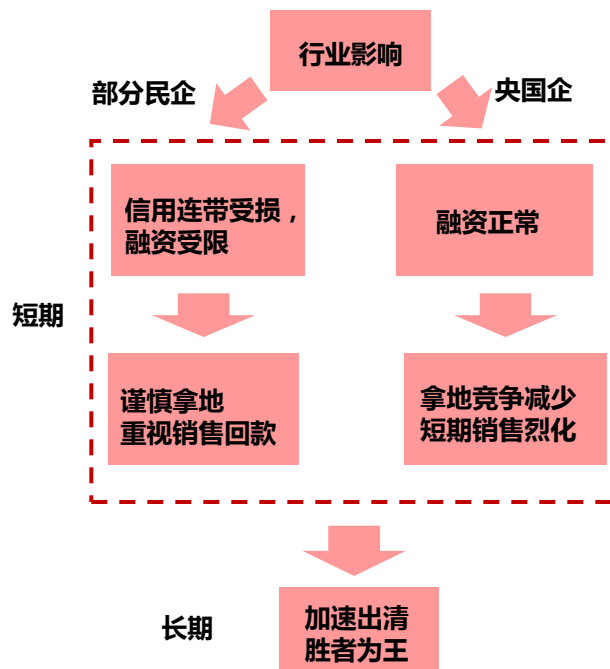 行业影响
部分民企
央国企
信用连带受损，
融资受限
融资正常
短期
谨慎拿地
重视销售回款
拿地竞争减少
短期销售烈化
长期
加速出清
胜者为王